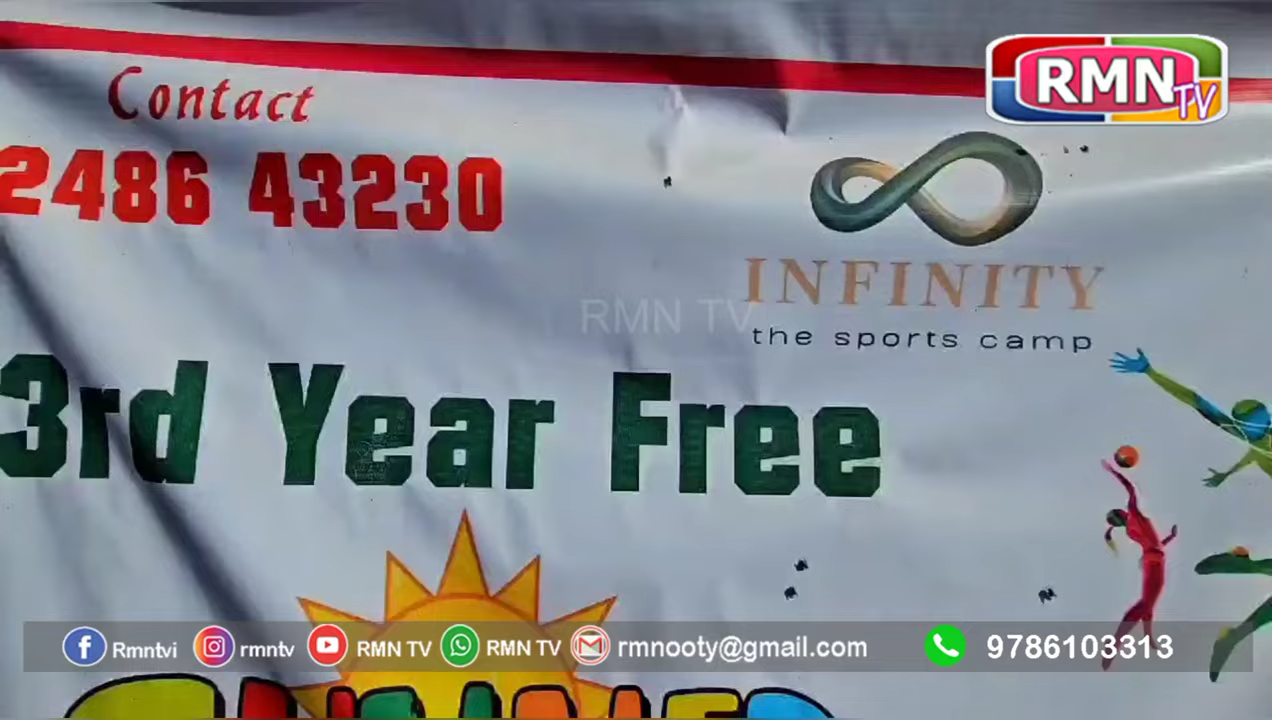 RMN TV
Contact
2486 43230
INFINITY
the sports camp
RMN TV
3rd Year Free
Rmntvi rmntv RMN TV RMN TV rmnooty@gmail.com 9786103313